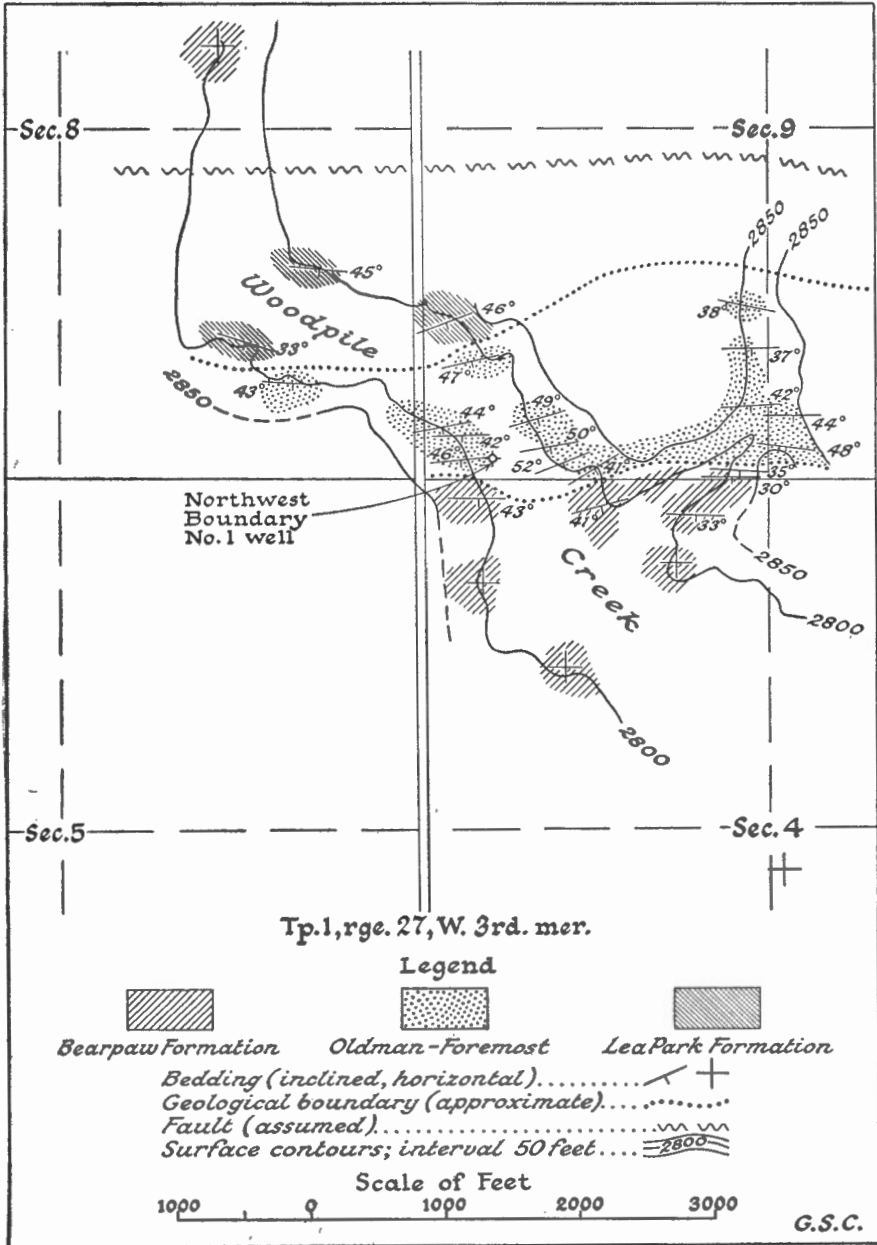 Sec. 8
Sec. 9
2850
2850
45°
Woodpile
46°
38°
33°
37°
47°
43°
2850
42°
49°
44°
44°
42°
50°
48°
46°
52°
41°
35°
30°
Northwest
Boundary
No. 1 well
43°
41°
33°
Creek
2850
2800
2800
Sec. 5
Sec. 4
Tp. 1, rge. 27, W. 3rd. mer.
Legend
Bearpaw Formation Oldman-Foremost Lea Park Formation
Bedding (inclined, horizontal)
Geological boundary (approximate)
Fault (assumed)
Surface contours; interval 50 feet 2800
Scale of Feet
1000 0 1000 2000 3000
G.S.C.